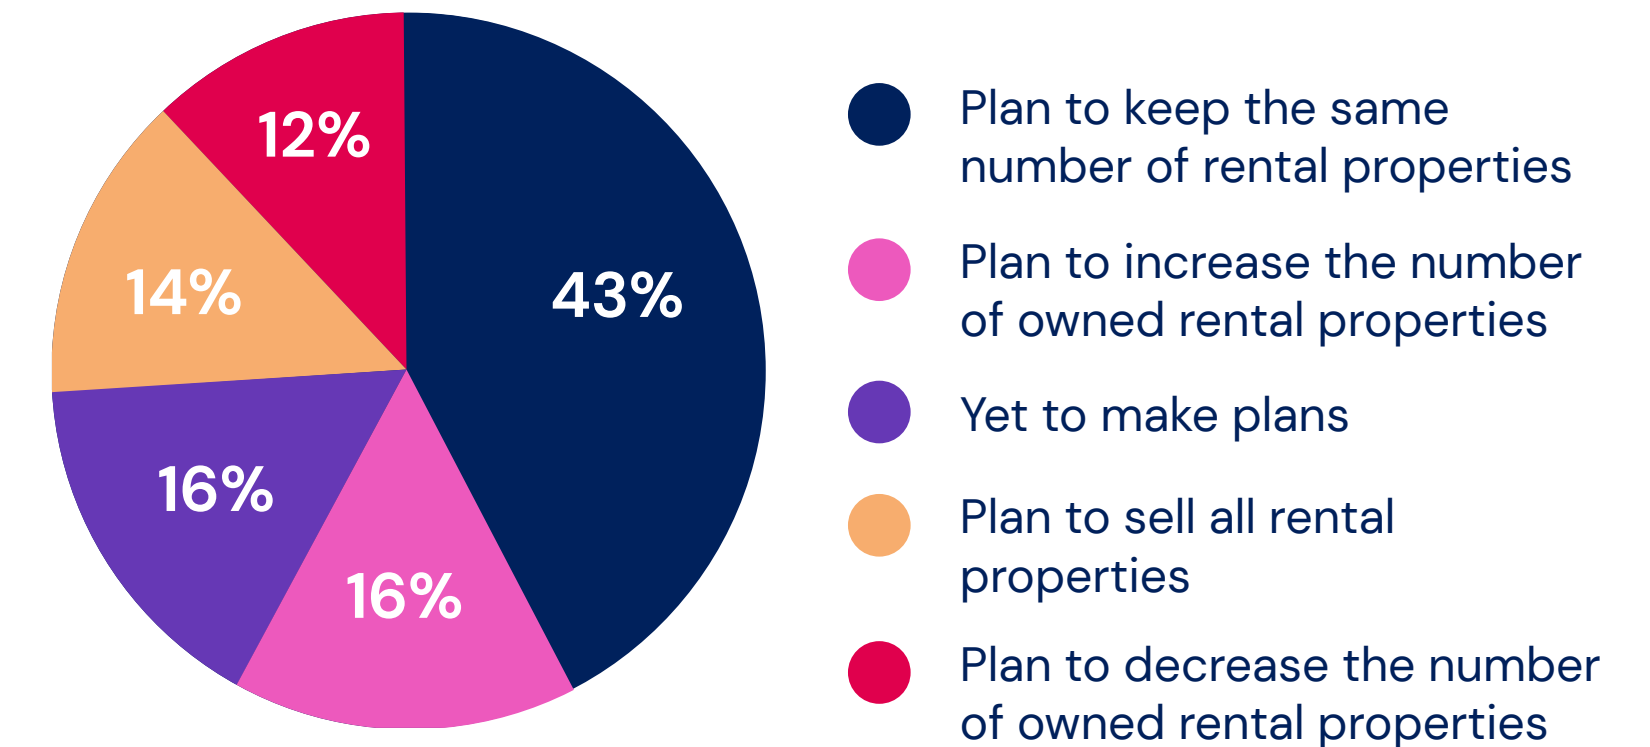 12%
43%
14%
16%
16%
Plan to keep the same
number of rental properties
Plan to increase the number
of owned rental properties
Yet to make plans
Plan to sell all rental
properties
Plan to decrease the number
of owned rental properties